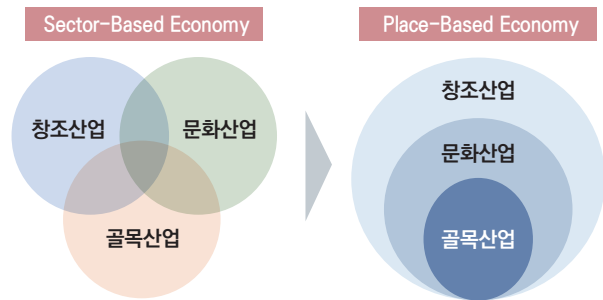 Sector-Based Economy
창조산업
문화산업
골목산업
Place-Based Economy
창조산업
문화산업
골목산업